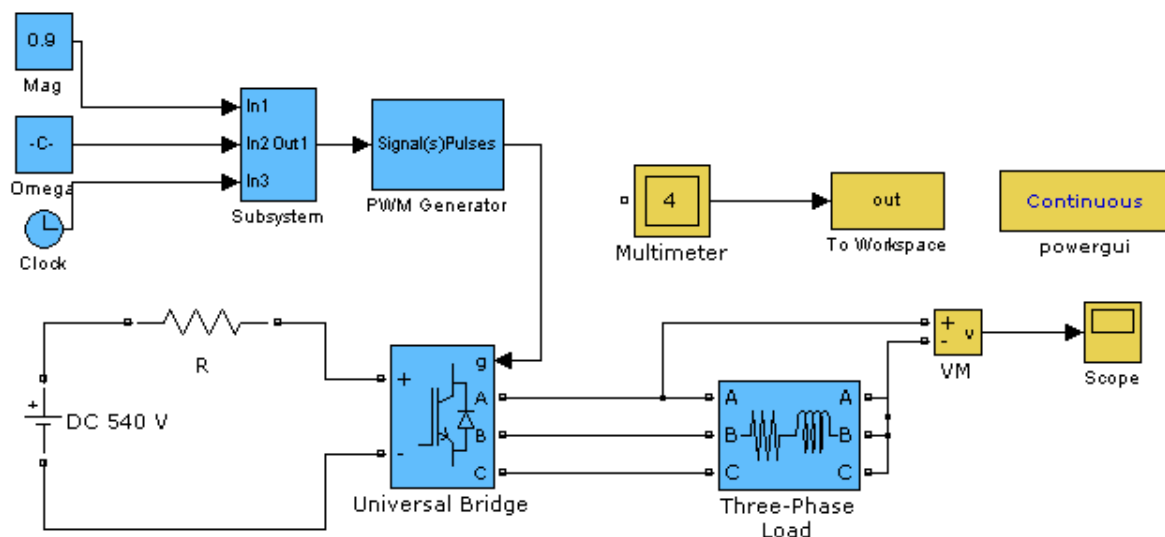 0.9
Mag
-C-
Omega
Clock
In1
In2 Out1
In3
Subsystem
Signal(s)Pulses
PWM Generator
4
Multimeter
out
To Workspace
Continuous
powergui
R
+
DC 540 V
+
-
g
A
B
C
Universal Bridge
A
B
C
A
B
C
Three-Phase
Load
+
-
v
VM
Scope